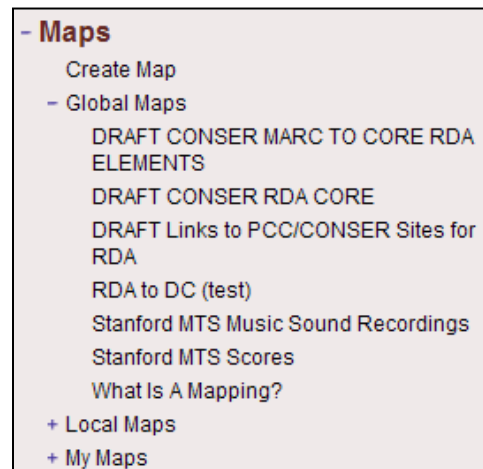 - Maps
Create Map
- Global Maps
DRAFT CONSER MARC TO CORE RDA
ELEMENTS
DRAFT CONSER RDA CORE
DRAFT Links to PCC/CONSER Sites for
RDA
RDA to DC (test)
Stanford MTS Music Sound Recordings
Stanford MTS Scores
What Is A Mapping?
+ Local Maps
+ My Maps